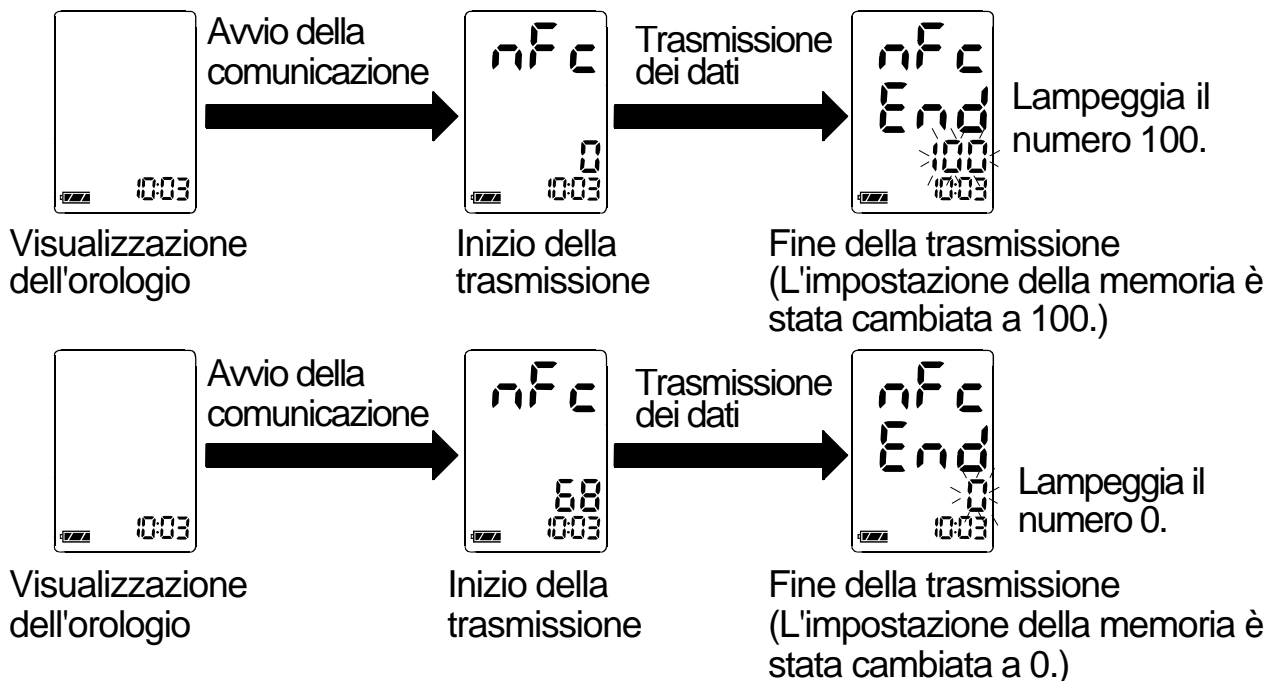 Avvio della
comunicazione
Trasmissione
dei dati
nFc
0
10:03
nFc
End
100
10:03
10:03
Lampeggia il
numero 100.
Visualizzazione
dell'orologio
Inizio della
trasmissione
Fine della trasmissione
(L'impostazione della memoria è
stata cambiata a 100.)
Avvio della
comunicazione
Trasmissione
dei dati
nFc
68
10:03
nFc
End
0
10:03
10:03
Lampeggia il
numero 0.
Visualizzazione
dell'orologio
Inizio della
trasmissione
Fine della trasmissione
(L'impostazione della memoria è
stata cambiata a 0.)